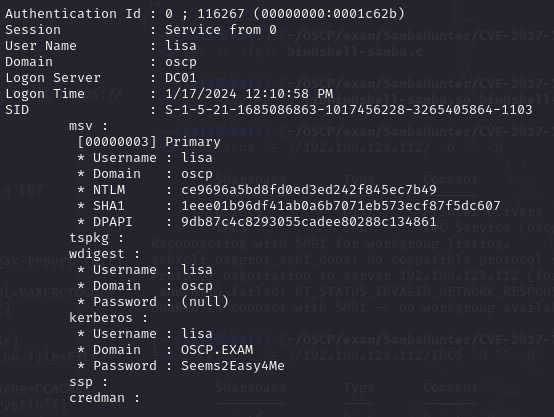 Authentication Id : 0 ; 116267 (00000000:0001c62b)
Session           : Service from 0
User Name         : lisa
Domain            : oscp
Logon Server      : DC01
Logon Time        : 1/17/2024 12:10:58 PM
SID               : S-1-5-21-1685086863-1017456228-3265405864-1103
        msv :
         [00000003] Primary
         * Username : lisa
         * Domain   : oscp
         * NTLM     : ce9696a5bd8fd0ed3ed242f845ec7b49
         * SHA1     : 1eee01b96df41ab0a6b7071eb573ecf87f5dc607
         * DPAPI    : 9db87c4c8293055cadee80288c134861
        tspkg :
        wdigest :
         * Username : lisa
         * Domain   : oscp
         * Password : (null)
        kerberos :
         * Username : lisa
         * Domain   : OSCP.EXAM
         * Password : Seems2Easy4Me
        ssp :
        credman :